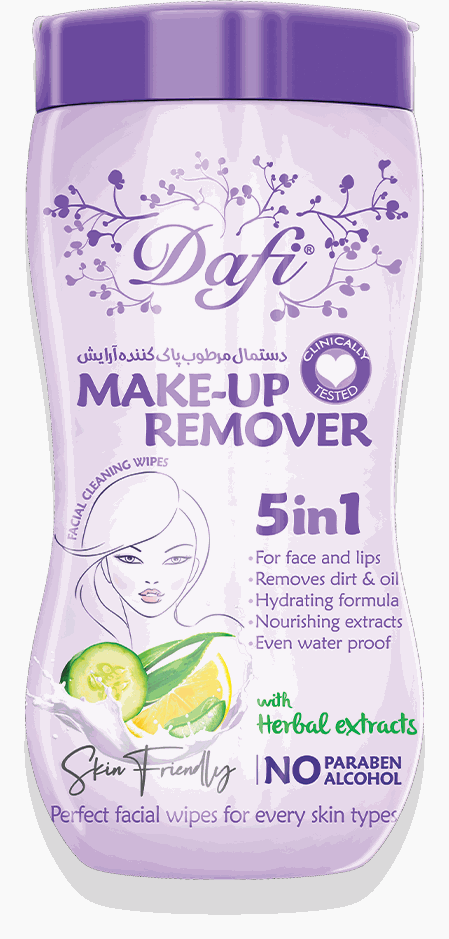 Dafi®
دستمال مرطوب پاک کننده آرایش
CLINICALLY
TESTED
MAKE-UP
REMOVER
FACIAL CLEANING WIPES
5in1
·For face and lips
·Removes dirt & oil
·Hydrating formula
·Nourishing extracts
·Even water proof
with
Herbal extracts
Skin Friendly
NO PARABEN
ALCOHOL
Perfect facial wipes for every skin types